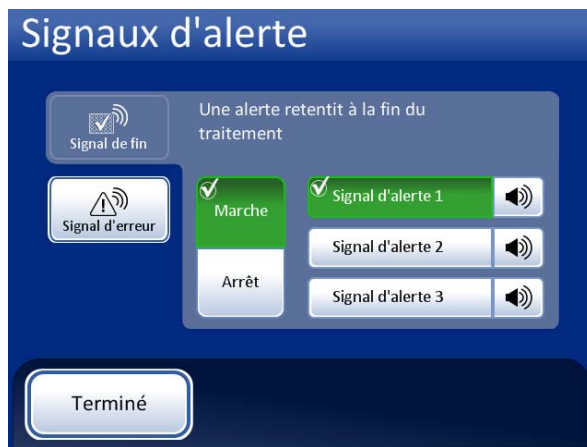 Signaux d'alerte
Signal de fin
Une alerte retentit à la fin du
traitement
Signal d'erreur
Marche
Arrêt
Signal d'alerte 1
Signal d'alerte 2
Signal d'alerte 3
Terminé